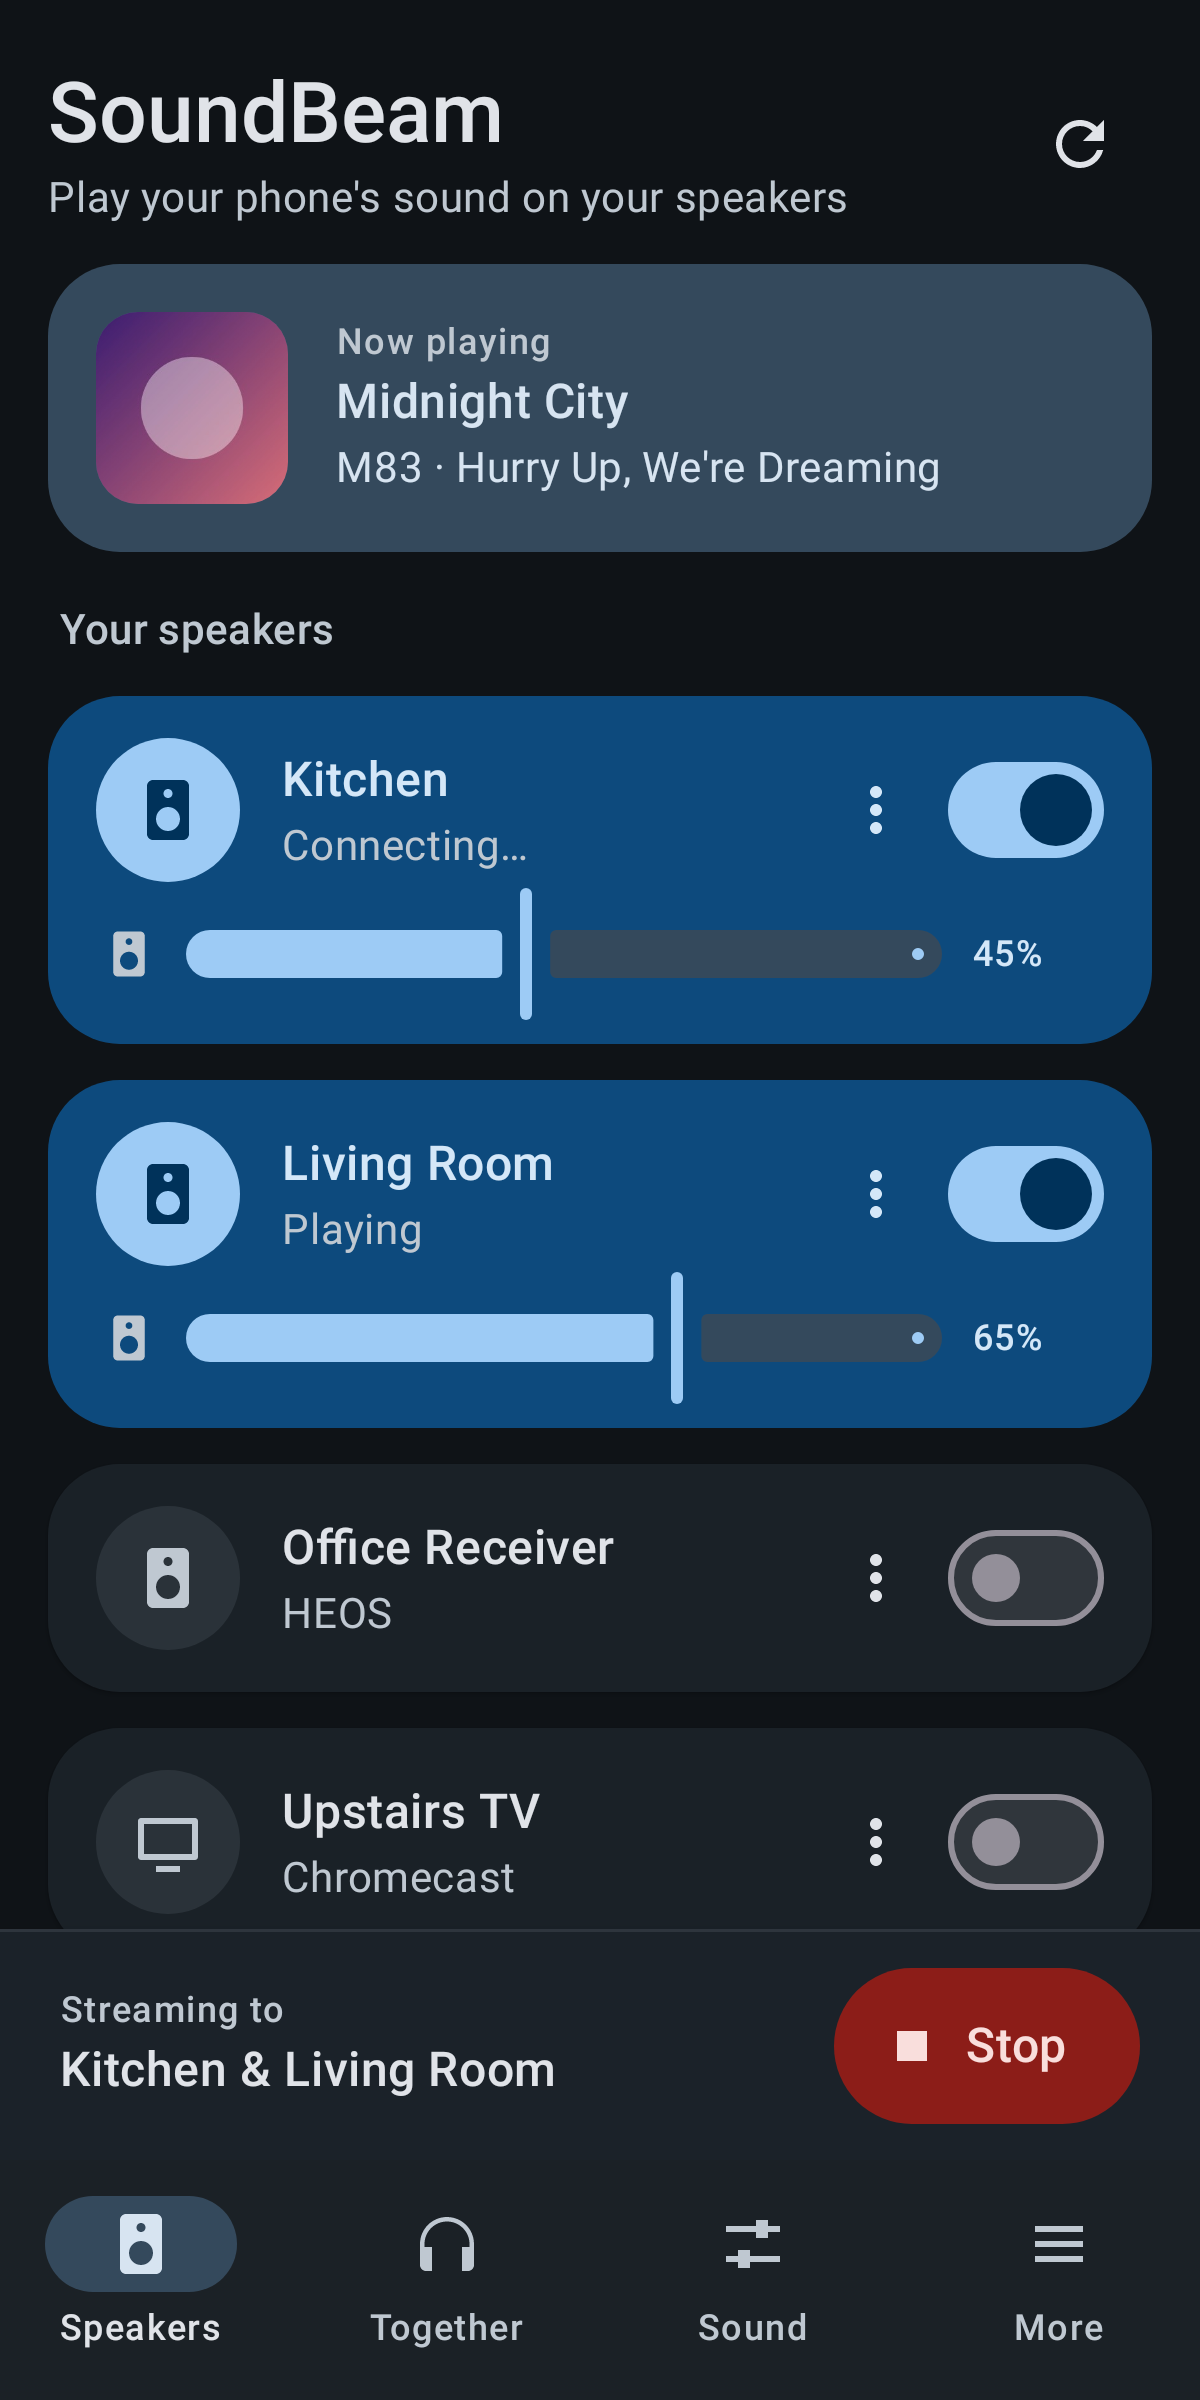 SoundBeam
Play your phone's sound on your speakers
Now playing
Midnight City
M83 · Hurry Up, We're Dreaming
Your speakers
Kitchen
Connecting…
45%
Living Room
Playing
65%
Office Receiver
HEOS
Upstairs TV
Chromecast
Streaming to
Kitchen & Living Room
Stop
Speakers
Together
Sound
More